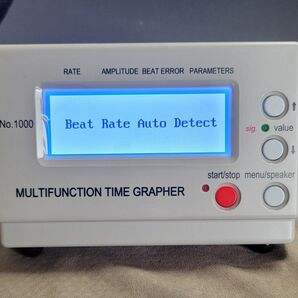 RATE AMPLITUDE BEAT ERROR PARAMETERS
No.1000
Beat Rate Auto Detect
↑
sig. value
↓
start/stop menu/speaker
MULTIFUNCTION TIME GRAPHER